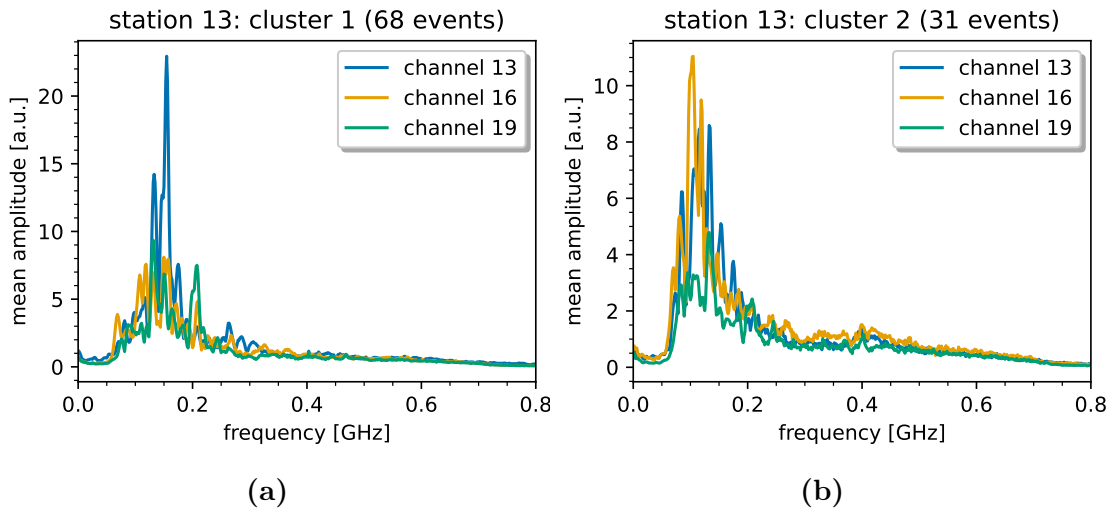 station 13: cluster 1 (68 events)
mean amplitude [a.u.]
20
15
10
5
0
channel 13
channel 16
channel 19
0.0 0.2 0.4 0.6 0.8
frequency [GHz]
(a)
station 13: cluster 2 (31 events)
mean amplitude [a.u.]
10
8
6
4
2
0
channel 13
channel 16
channel 19
0.0 0.2 0.4 0.6 0.8
frequency [GHz]
(b)